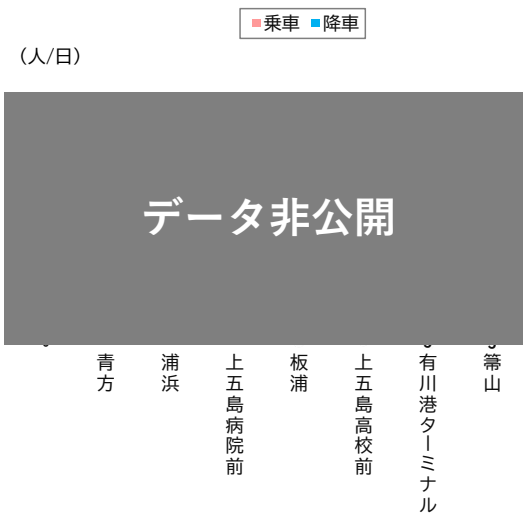 乗車 降車
（人/日）
データ非公開
青方
浦浜
上五島病院前
板浦
上五島高校前
有川港ターミナル
箒山